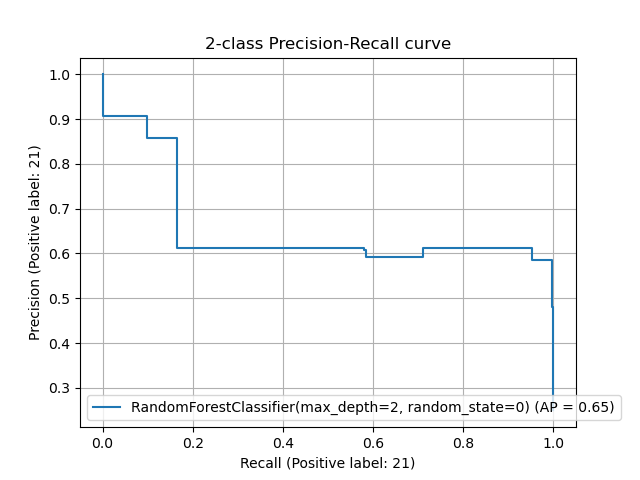 2-class Precision-Recall curve
Precision (Positive label: 21)
1.0
0.9
0.8
0.7
0.6
0.5
0.4
0.3
RandomForestClassifier(max_depth=2, random_state=0) (AP = 0.65)
0.0 0.2 0.4 0.6 0.8 1.0
Recall (Positive label: 21)